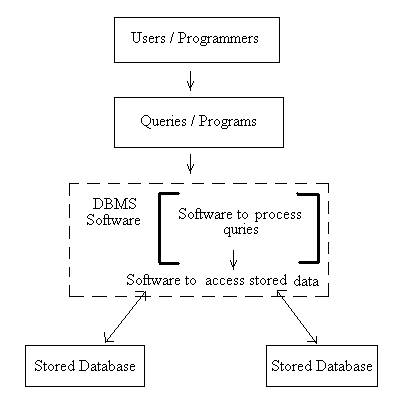 Users / Programmers
Queries / Programs
DBMS
Software
Software to process
quries
Software to access stored data
Stored Database
Stored Database